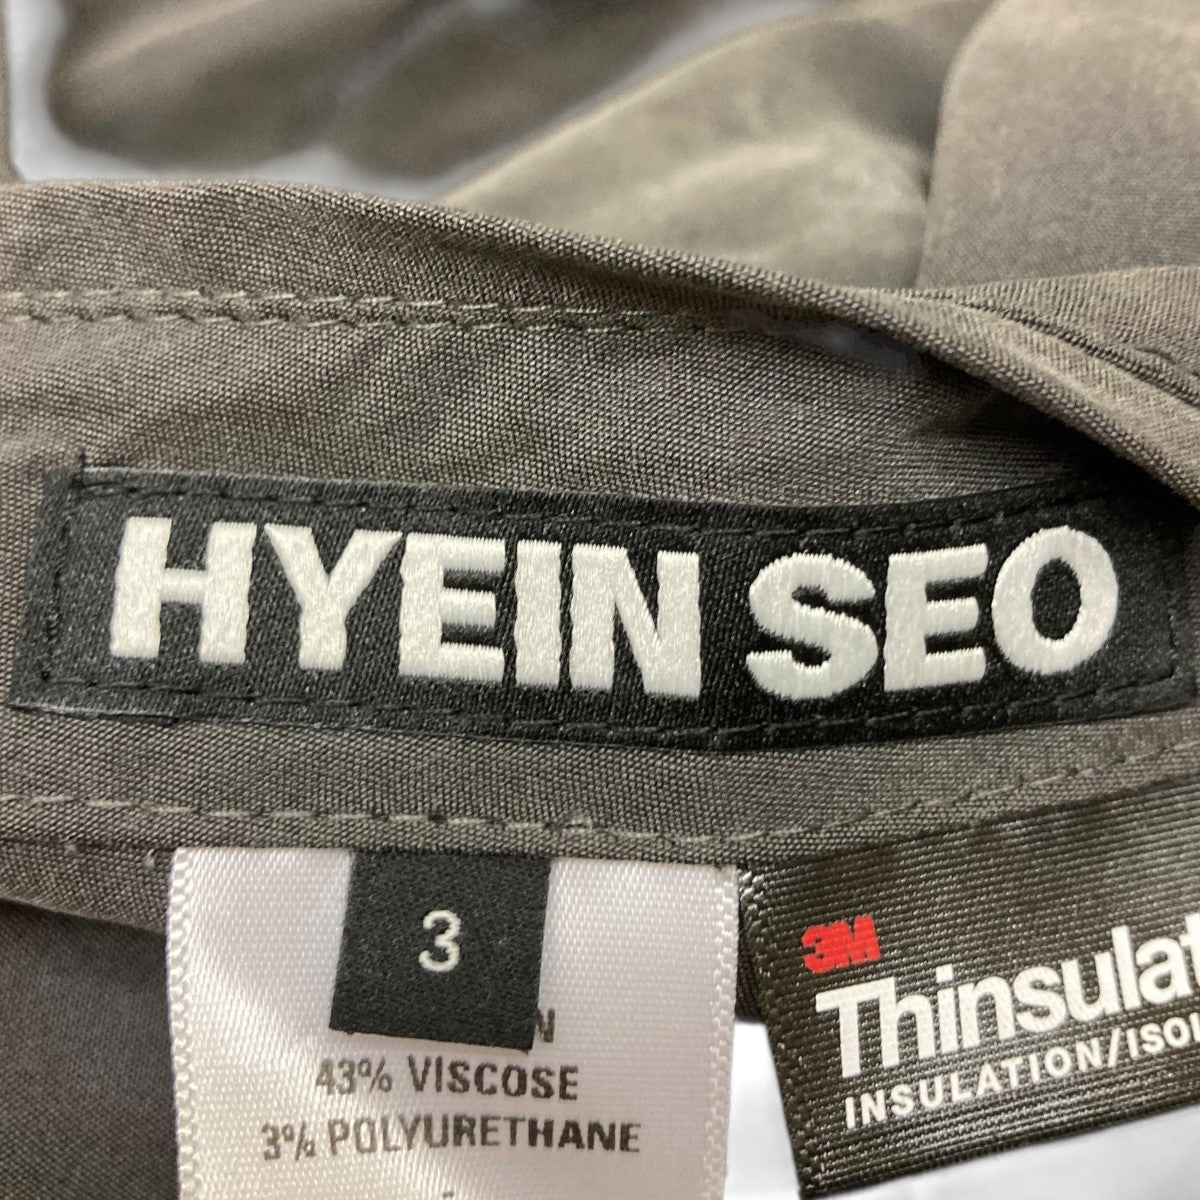 HYEIN SEO
3
43% VISCOSE
3% POLYURETHANE
3M
Thinsulat
INSULATION/ISOL